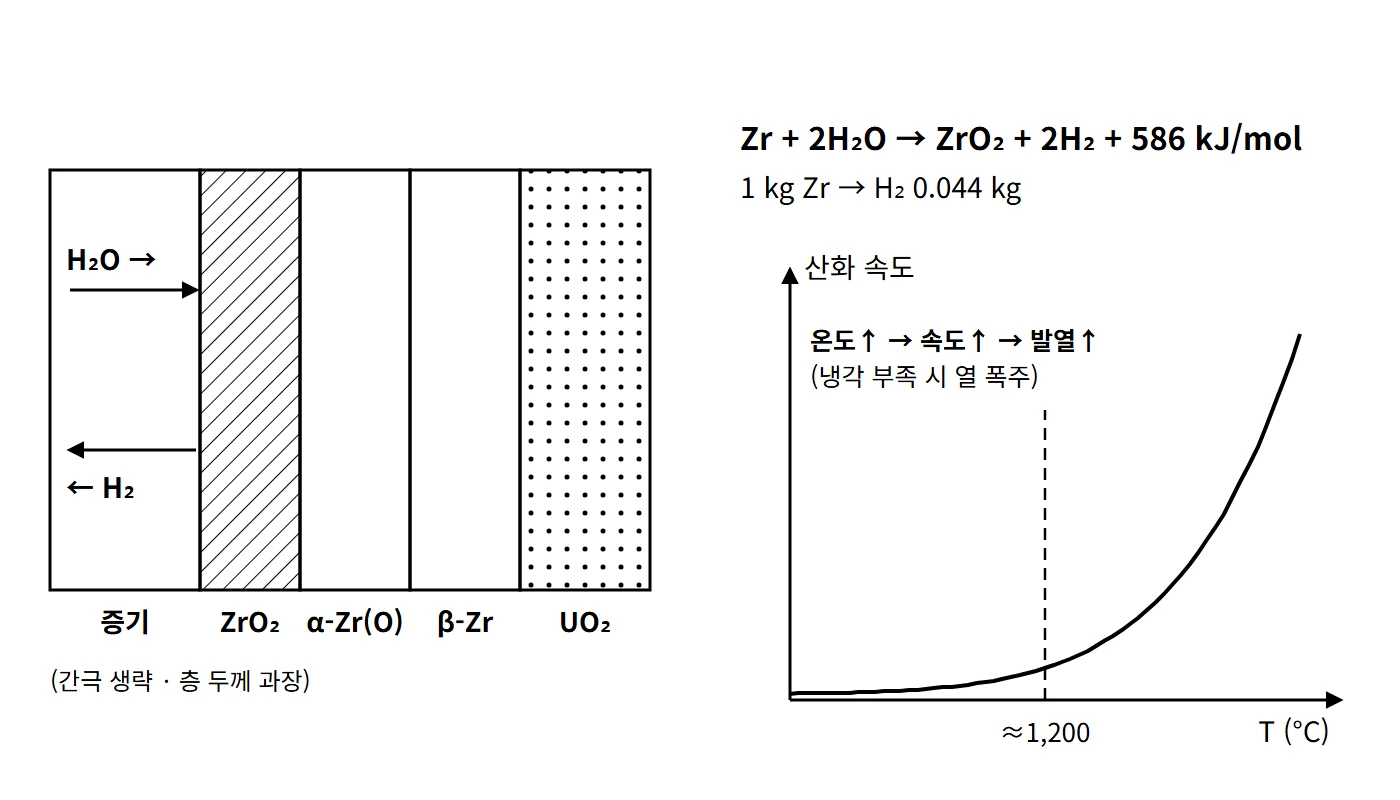 Zr + 2H₂O → ZrO₂ + 2H₂ + 586 kJ/mol
1 kg Zr → H₂ 0.044 kg
H₂O →
← H₂
증기 ZrO₂ α-Zr(O) β-Zr UO₂
(간극 생략 · 층 두께 과장)
산화 속도
온도↑ → 속도↑ → 발열↑
(냉각 부족 시 열 폭주)
≈1,200
T (°C)